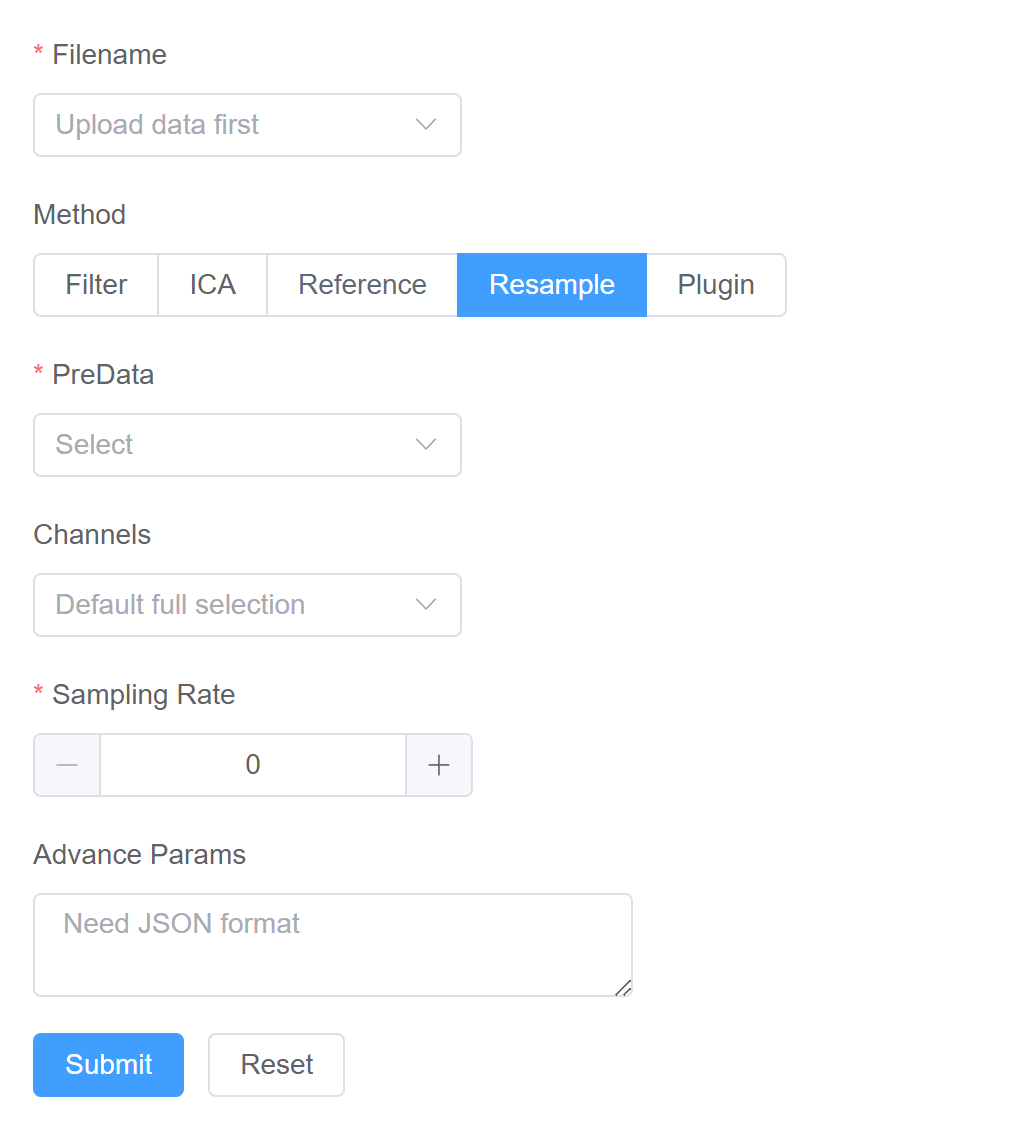 * Filename
Upload data first
Method
Filter ICA Reference Resample Plugin
* PreData
Select
Channels
Default full selection
* Sampling Rate
0
Advance Params
Need JSON format
Submit Reset